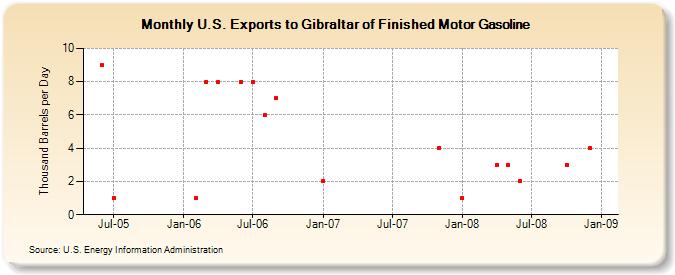 Monthly U.S. Exports to Gibraltar of Finished Motor Gasoline
Thousand Barrels per Day
10
8
6
4
2
0
Jul-05 Jan-06 Jul-06 Jan-07 Jul-07 Jan-08 Jul-08 Jan-09
Source: U.S. Energy Information Administration